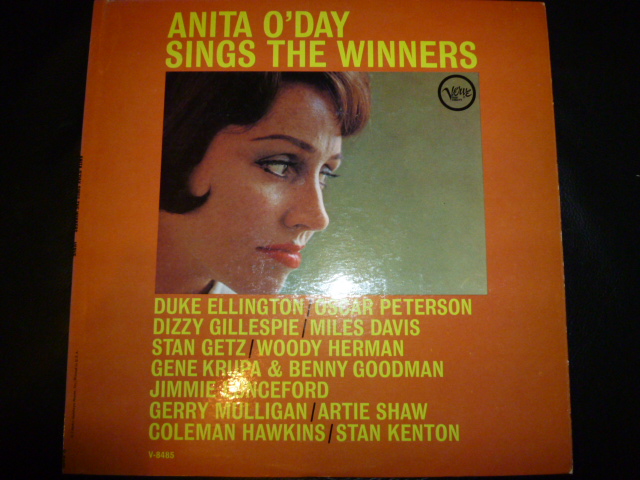 ANITA O'DAY
SINGS THE WINNERS
Verve
DUKE ELLINGTON/OSCAR PETERSON
DIZZY GILLESPIE/MILES DAVIS
STAN GETZ/WOODY HERMAN
GENE KRUPA & BENNY GOODMAN
JIMMIE LUNCEFORD
GERRY MULLIGAN/ARTIE SHAW
COLEMAN HAWKINS/STAN KENTON
V-8485